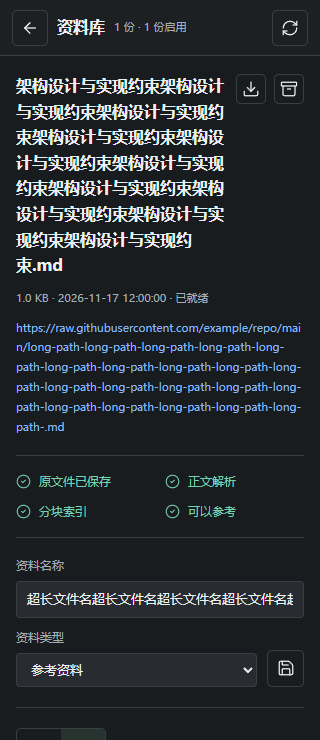 资料库 1 份 · 1 份启用
架构设计与实现约束架构设计
与实现约束架构设计与实现约
束架构设计与实现约束架构设
计与实现约束架构设计与实现
约束架构设计与实现约束架构
设计与实现约束架构设计与实
现约束架构设计与实现约
束.md
1.0 KB · 2026-11-17 12:00:00 · 已就绪
https://raw.githubusercontent.com/example/repo/mai
n/long-path-long-path-long-path-long-path-long-
path-long-path-long-path-long-path-long-path-long-
path-long-path-long-path-long-path-long-path-long-
path-long-path-long-path-long-path-long-path-long-
path-.md
原文件已保存 正文解析
分块索引 可以参考
资料名称
超长文件名超长文件名超长文件名超长文件名
资料类型
参考资料